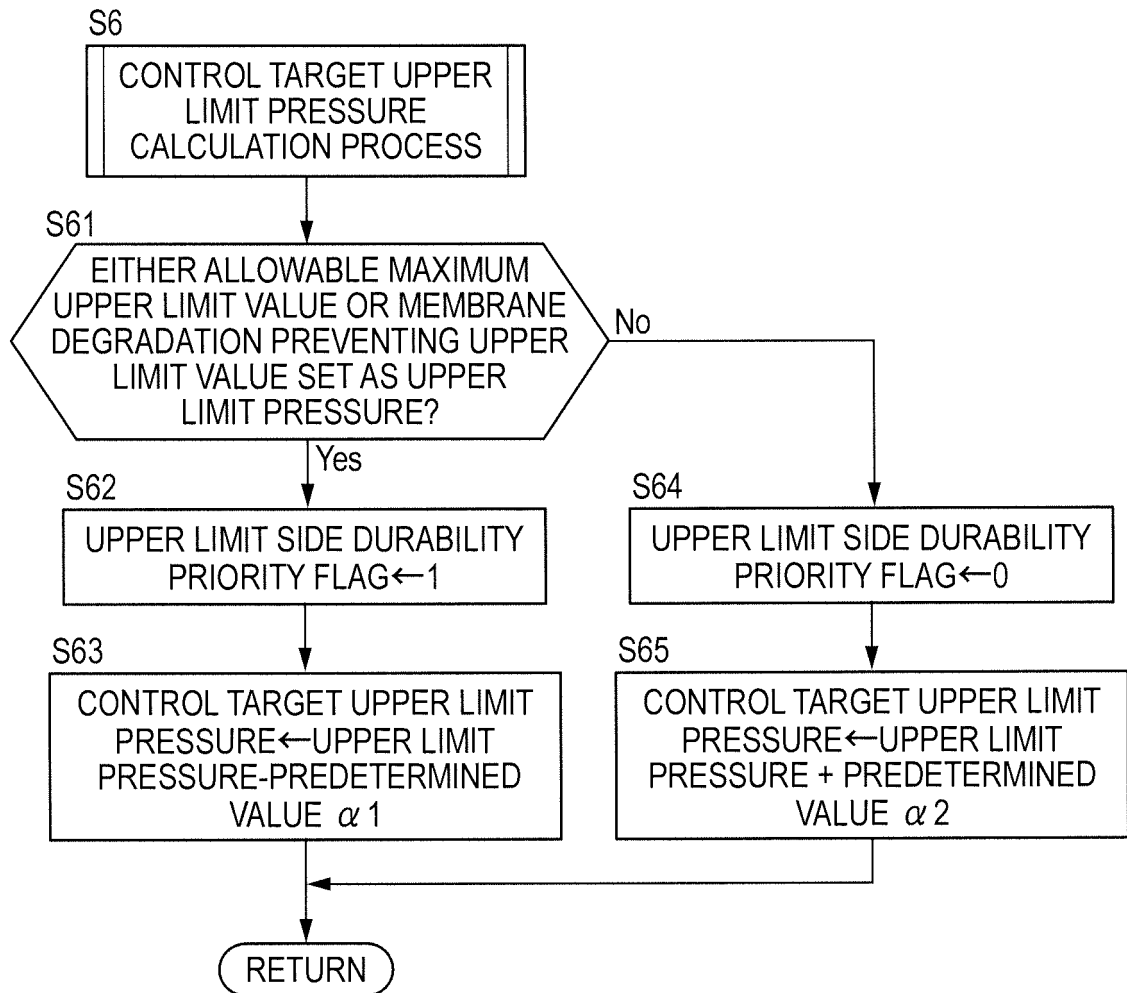 S6
CONTROL TARGET UPPER
LIMIT PRESSURE
CALCULATION PROCESS
S61
EITHER ALLOWABLE MAXIMUM
UPPER LIMIT VALUE OR MEMBRANE
DEGRADATION PREVENTING UPPER
LIMIT VALUE SET AS UPPER
LIMIT PRESSURE?
No
Yes
S62
UPPER LIMIT SIDE DURABILITY
PRIORITY FLAG←1
S64
UPPER LIMIT SIDE DURABILITY
PRIORITY FLAG←0
S63
CONTROL TARGET UPPER LIMIT
PRESSURE←UPPER LIMIT
PRESSURE-PREDETERMINED
VALUE α1
S65
CONTROL TARGET UPPER LIMIT
PRESSURE←UPPER LIMIT
PRESSURE + PREDETERMINED
VALUE α2
RETURN